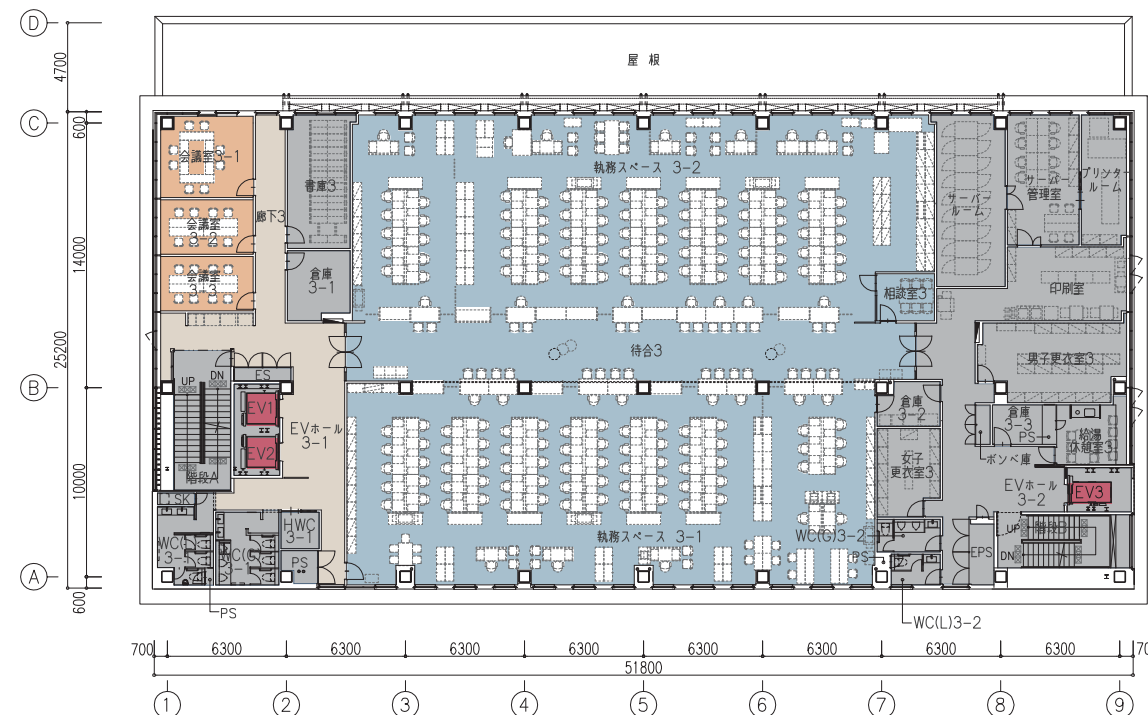 D
4700
屋 根
C
600
会議室3-1
書庫3
執務スペース 3-2
サーバー
ルーム
サーバ
管理室
プリンター
ルーム
会議室
3-2
廊下3
14000
会議室
3-3
倉庫
3-1
相談室3
印刷室
25200
待合3
男子更衣室3
UP
DN
ES
B
EV1
EV2
EVホール
3-1
階段A
倉庫
3-2
倉庫
3-3
PS
給湯
休憩室3
ボンベ庫
女子
更衣室3
10000
EVホール
3-2
EV3
SK
HWC
3-1
執務スペース 3-1
WC(G)3-2
PS
UP
DN
EPS
PS
A
600
PS
WC(L)3-2
700
6300
6300
6300
6300
6300
6300
6300
6300
51800
1
2
3
4
5
6
7
8
9